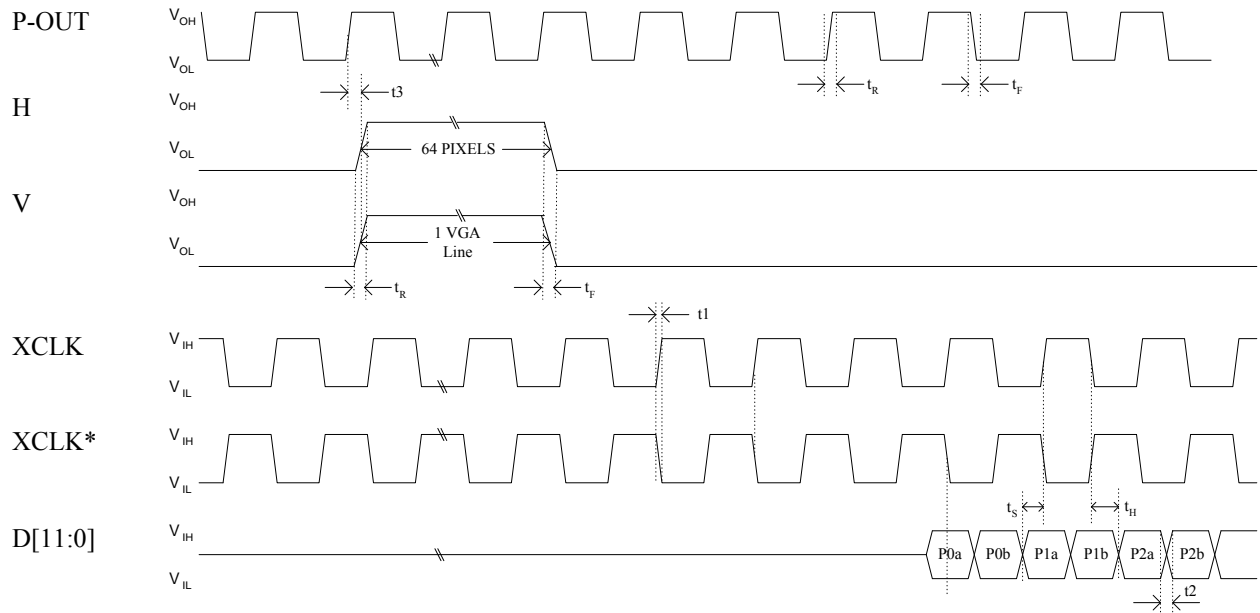 P-OUT
VOH
VOL
tR
tF
t3
H
VOH
VOL
64 PIXELS
V
VOH
VOL
1 VGA
Line
tR
tF
t1
XCLK
VIH
VIL
XCLK*
VIH
VIL
tS
tH
D[11:0]
VIH
VIL
P0a P0b P1a P1b P2a P2b
t2